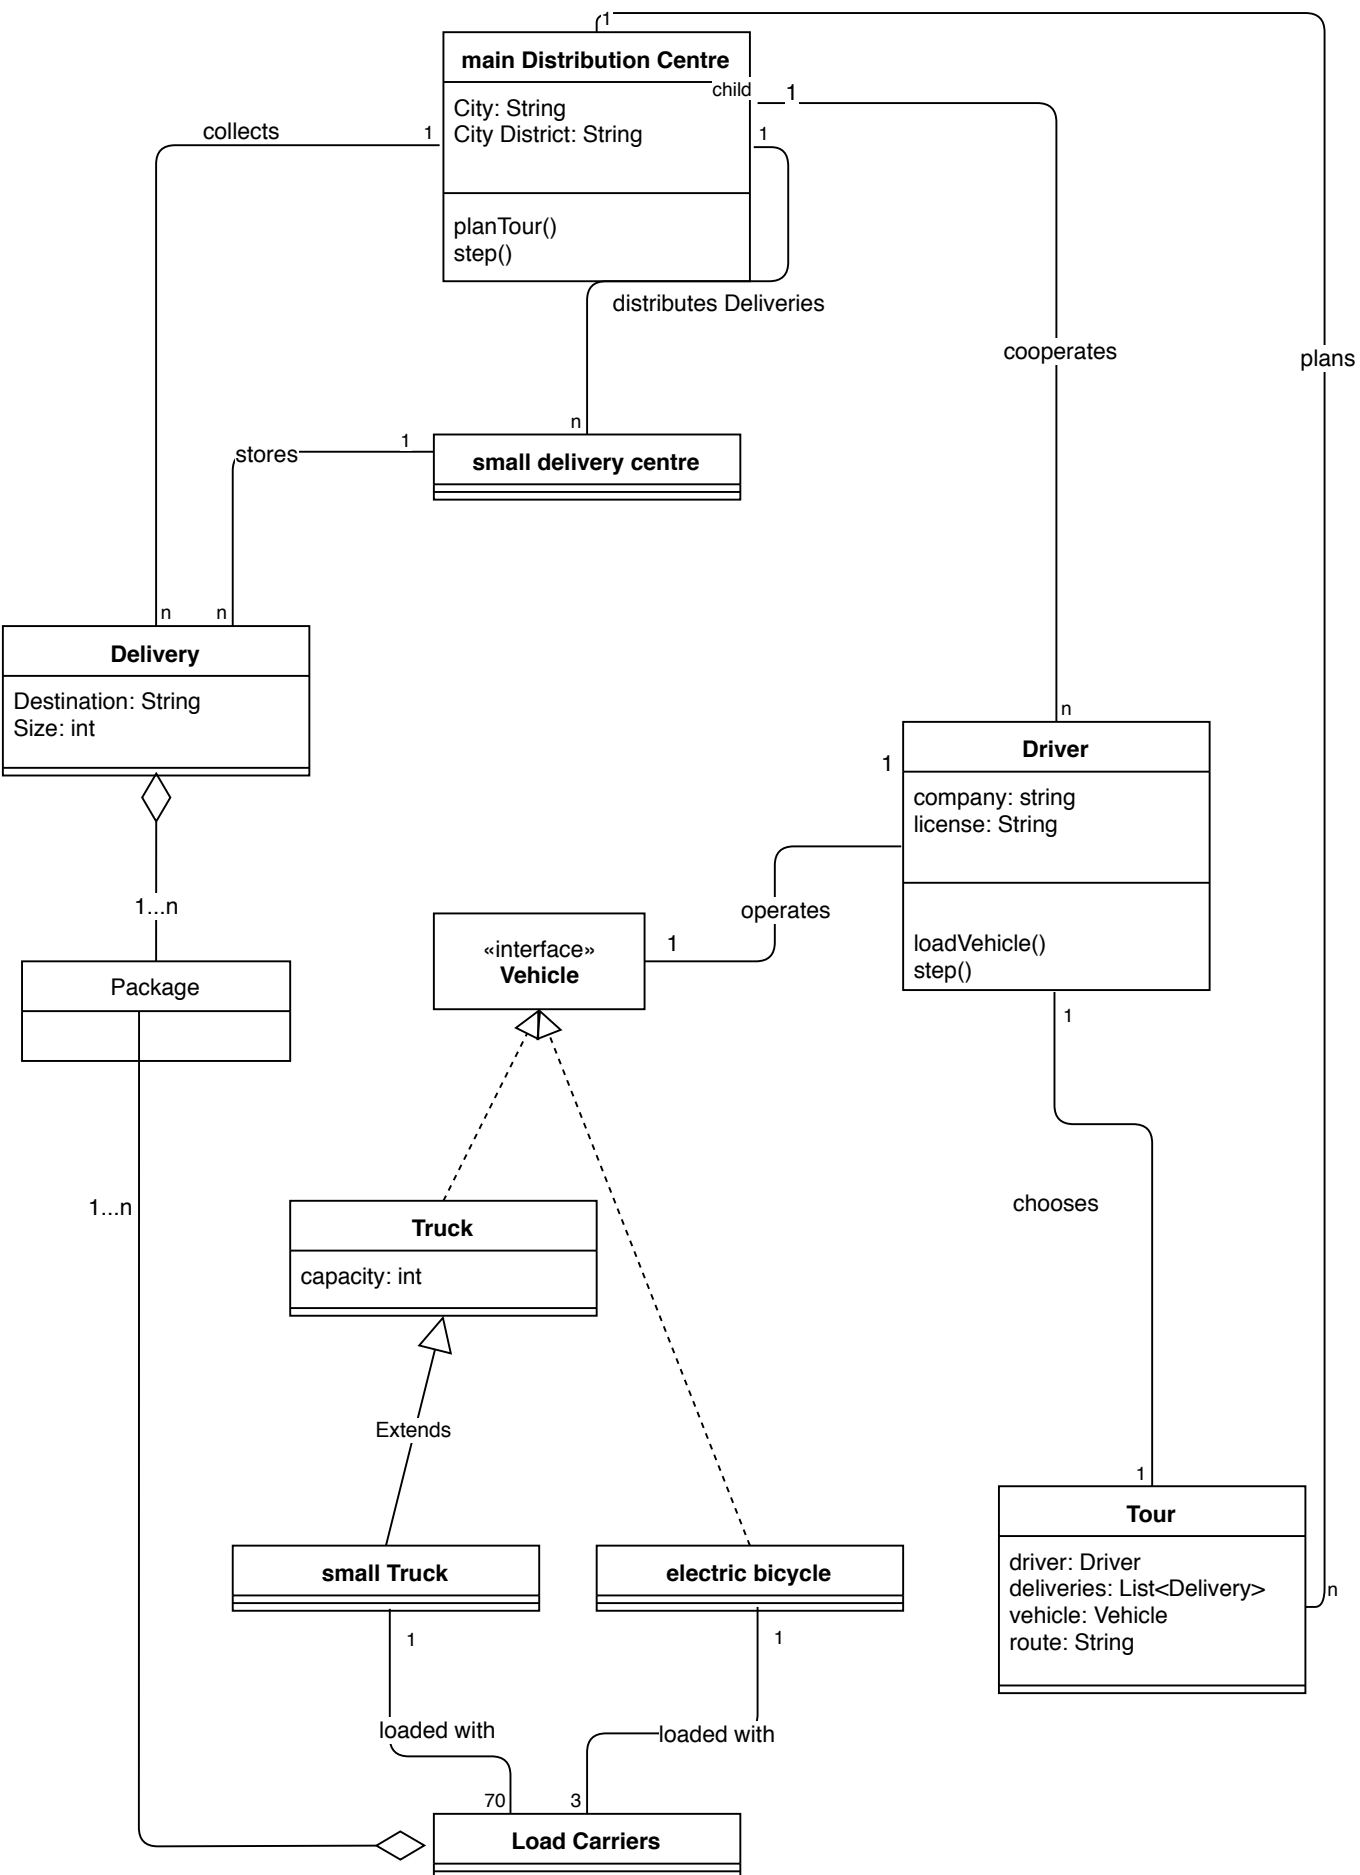 1
main Distribution Centre
child
City: String
City District: String
1
1
1
collects
planTour()
step()
distributes Deliveries
cooperates
plans
n
1
stores
small delivery centre
n
n
n
Delivery
Destination: String
Size: int
1
Driver
company: string
license: String
loadVehicle()
step()
1...n
operates
«interface»
Vehicle
1
Package
1
1...n
chooses
Truck
capacity: int
Extends
1
Tour
driver: Driver
deliveries: List<Delivery>
vehicle: Vehicle
route: String
n
small Truck
electric bicycle
1
1
loaded with
loaded with
70
3
Load Carriers